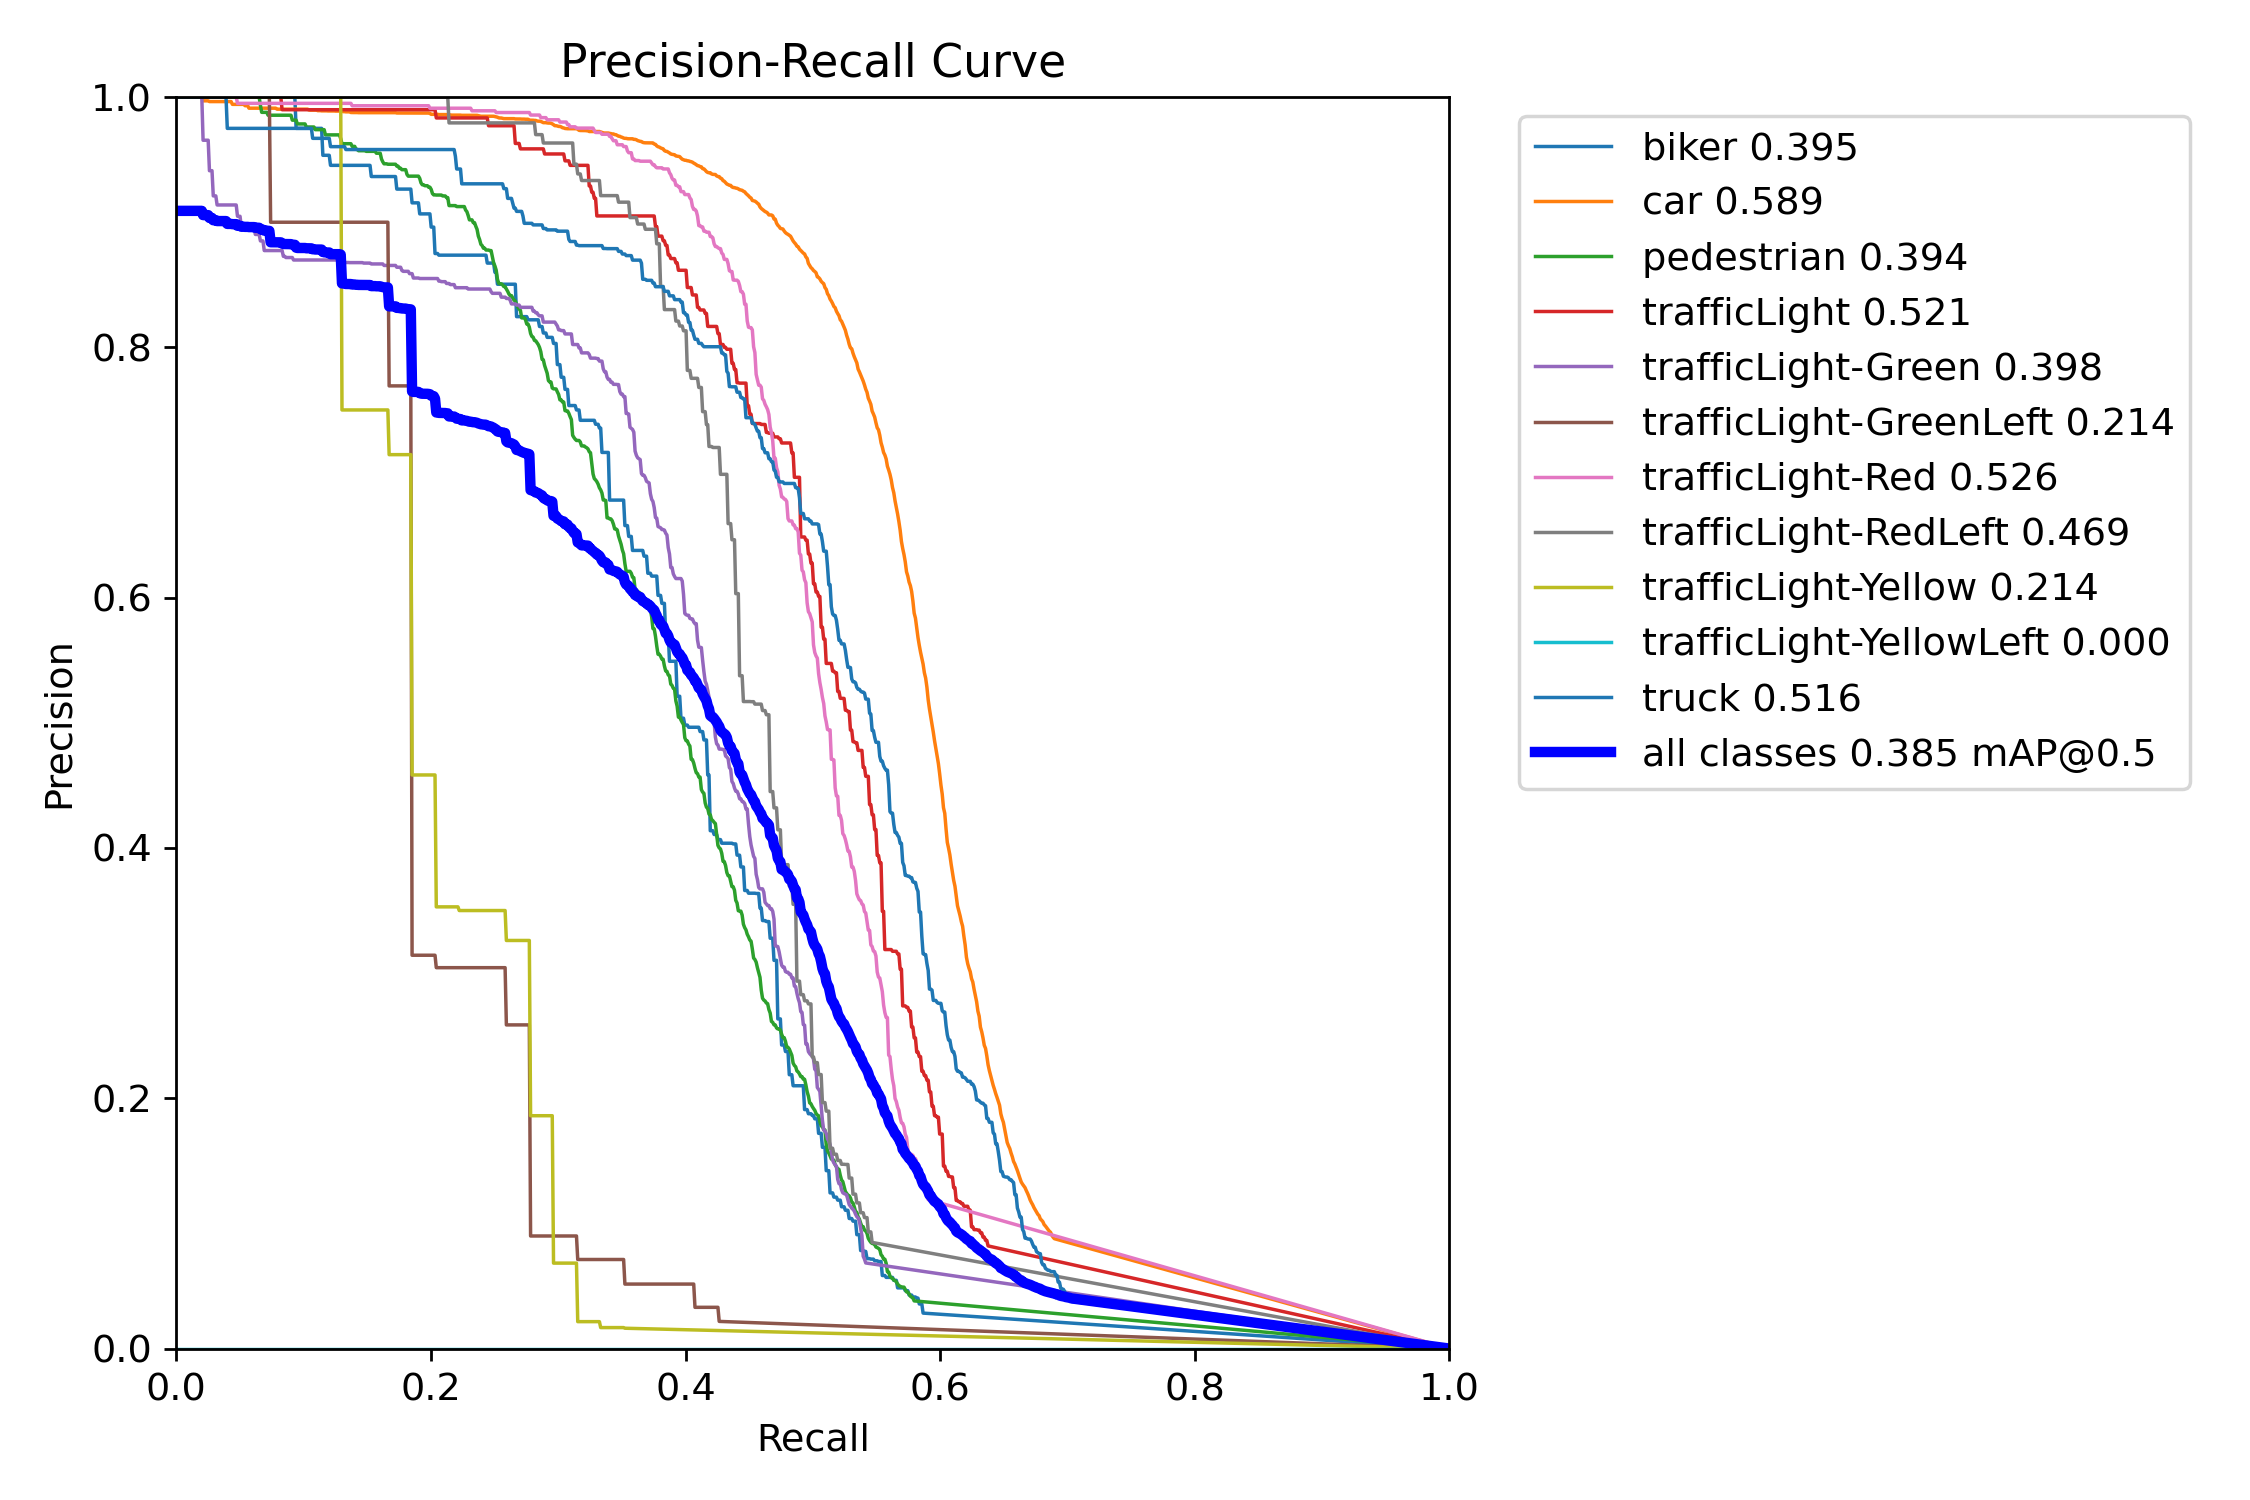 Precision-Recall Curve
1.0
0.8
0.6
0.4
0.2
0.0
Precision
0.0 0.2 0.4 0.6 0.8 1.0
Recall
biker 0.395
car 0.589
pedestrian 0.394
trafficLight 0.521
trafficLight-Green 0.398
trafficLight-GreenLeft 0.214
trafficLight-Red 0.526
trafficLight-RedLeft 0.469
trafficLight-Yellow 0.214
trafficLight-YellowLeft 0.000
truck 0.516
all classes 0.385 mAP@0.5